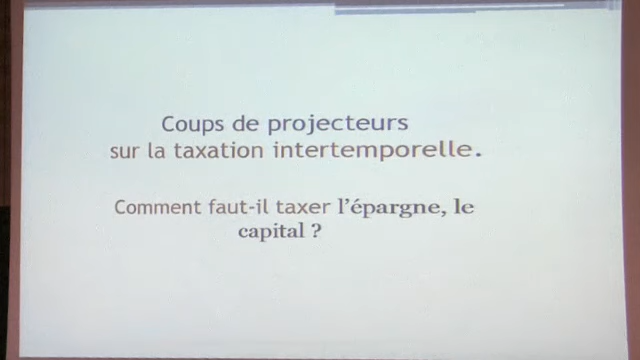 Coups de projecteurs
sur la taxation intertemporelle.
Comment faut-il taxer l'épargne, le
capital ?